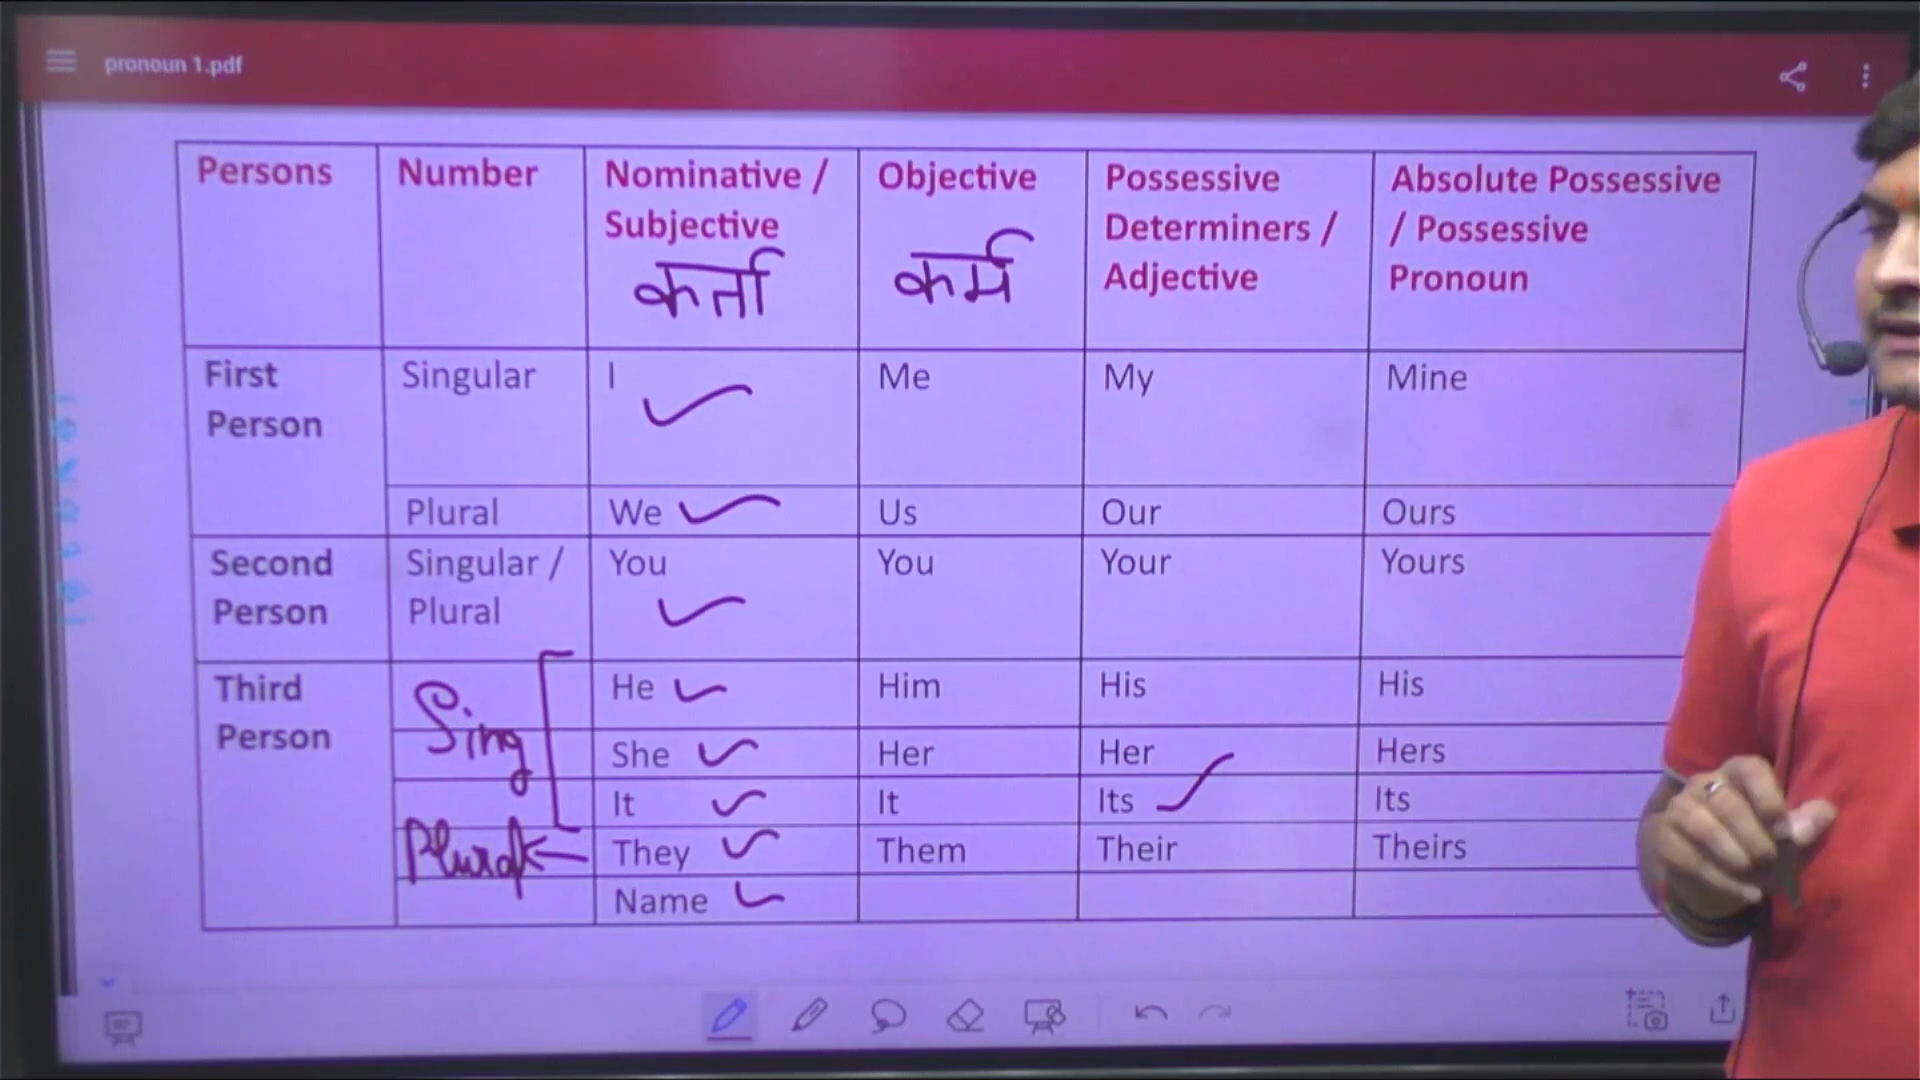 pronoun 1.pdf
Persons
Number
Nominative /
Subjective
कर्ता
Objective
कर्म
Possessive
Determiners /
Adjective
Absolute Possessive
/ Possessive
Pronoun
First
Person
Singular
I
Me
My
Mine
Plural
We
Us
Our
Ours
Second
Person
Singular /
Plural
You
You
Your
Yours
Third
Person
Sing
He
Him
His
His
She
Her
Her
Hers
It
It
Its
Its
Plural
They
Them
Their
Theirs
Name